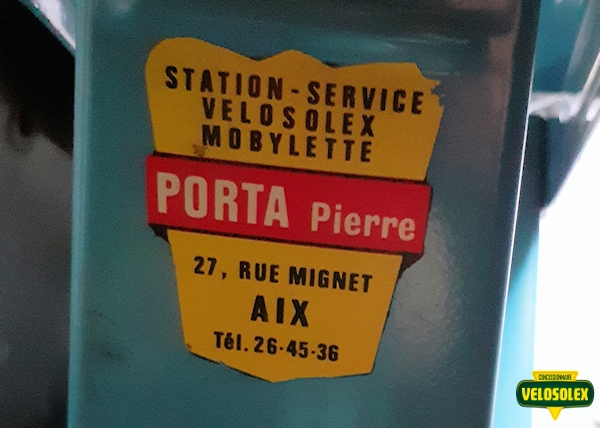 STATION-SERVICE
VELOSOLEX
MOBYLETTE
PORTA Pierre
27, RUE MIGNET
AIX
Tél. 26-45-36
CONCESSIONNAIRE
VELOSOLEX